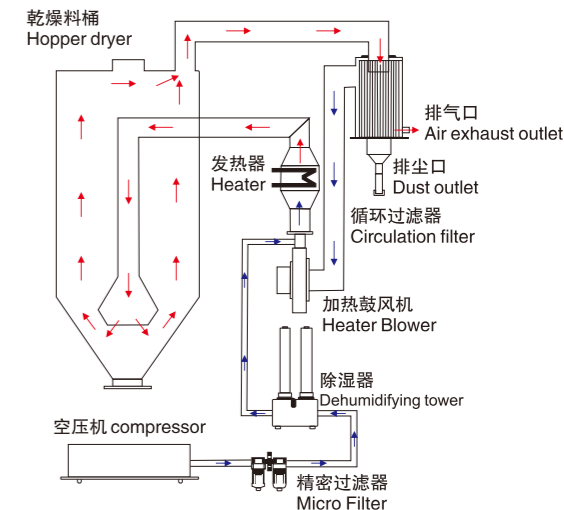 乾燥料桶
Hopper dryer
排气口
Air exhaust outlet
发热器
Heater
排尘口
Dust outlet
循环过滤器
Circulation filter
加热鼓风机
Heater Blower
除湿器
Dehumidifying tower
空压机 compressor
精密过滤器
Micro Filter